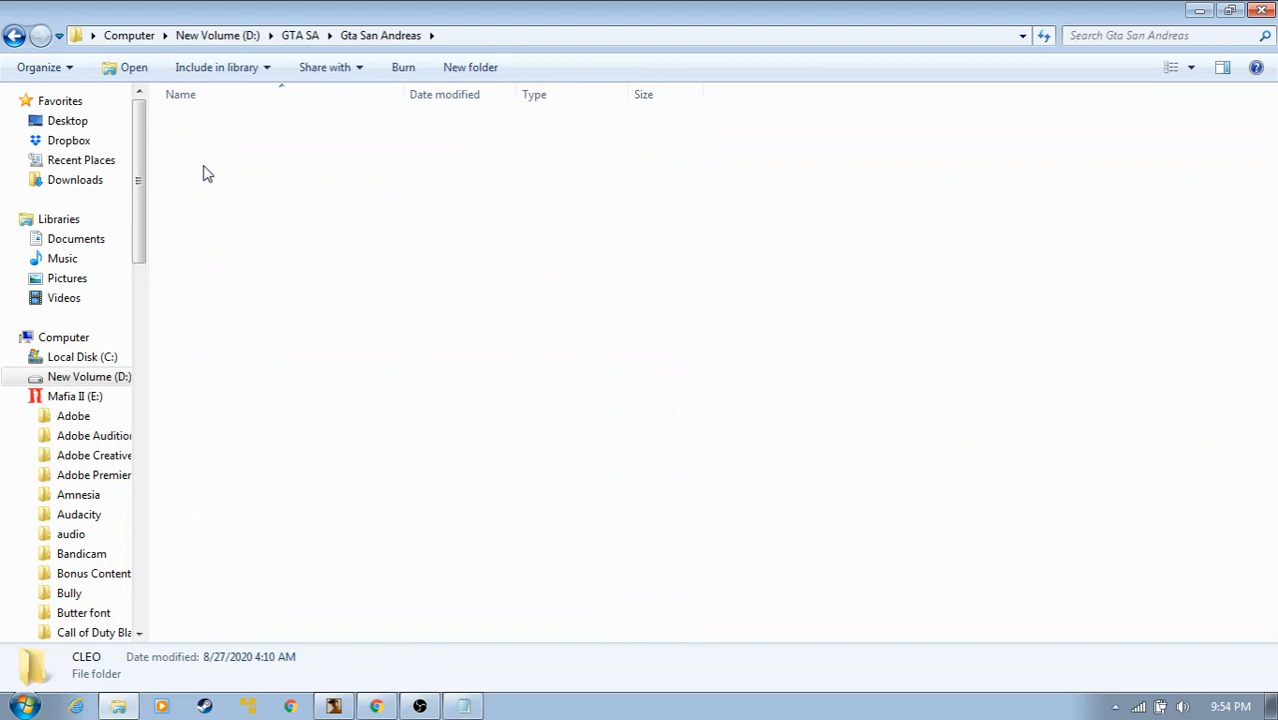 Computer New Volume (D:) GTA SA Gta San Andreas Search Gta San Andreas
Organize Open Include in library Share with Burn New folder
Name Date modified Type Size
Favorites
Desktop
Dropbox
Recent Places
Downloads
Libraries
Documents
Music
Pictures
Videos
Computer
Local Disk (C:)
New Volume (D:)
Mafia II (E:)
Adobe
Adobe Audition
Adobe Creative
Adobe Premier
Amnesia
Audacity
audio
Bandicam
Bonus Content
Bully
Butter font
Call of Duty Bla
CLEO Date modified: 8/27/2020 4:10 AM
File folder
9:54 PM